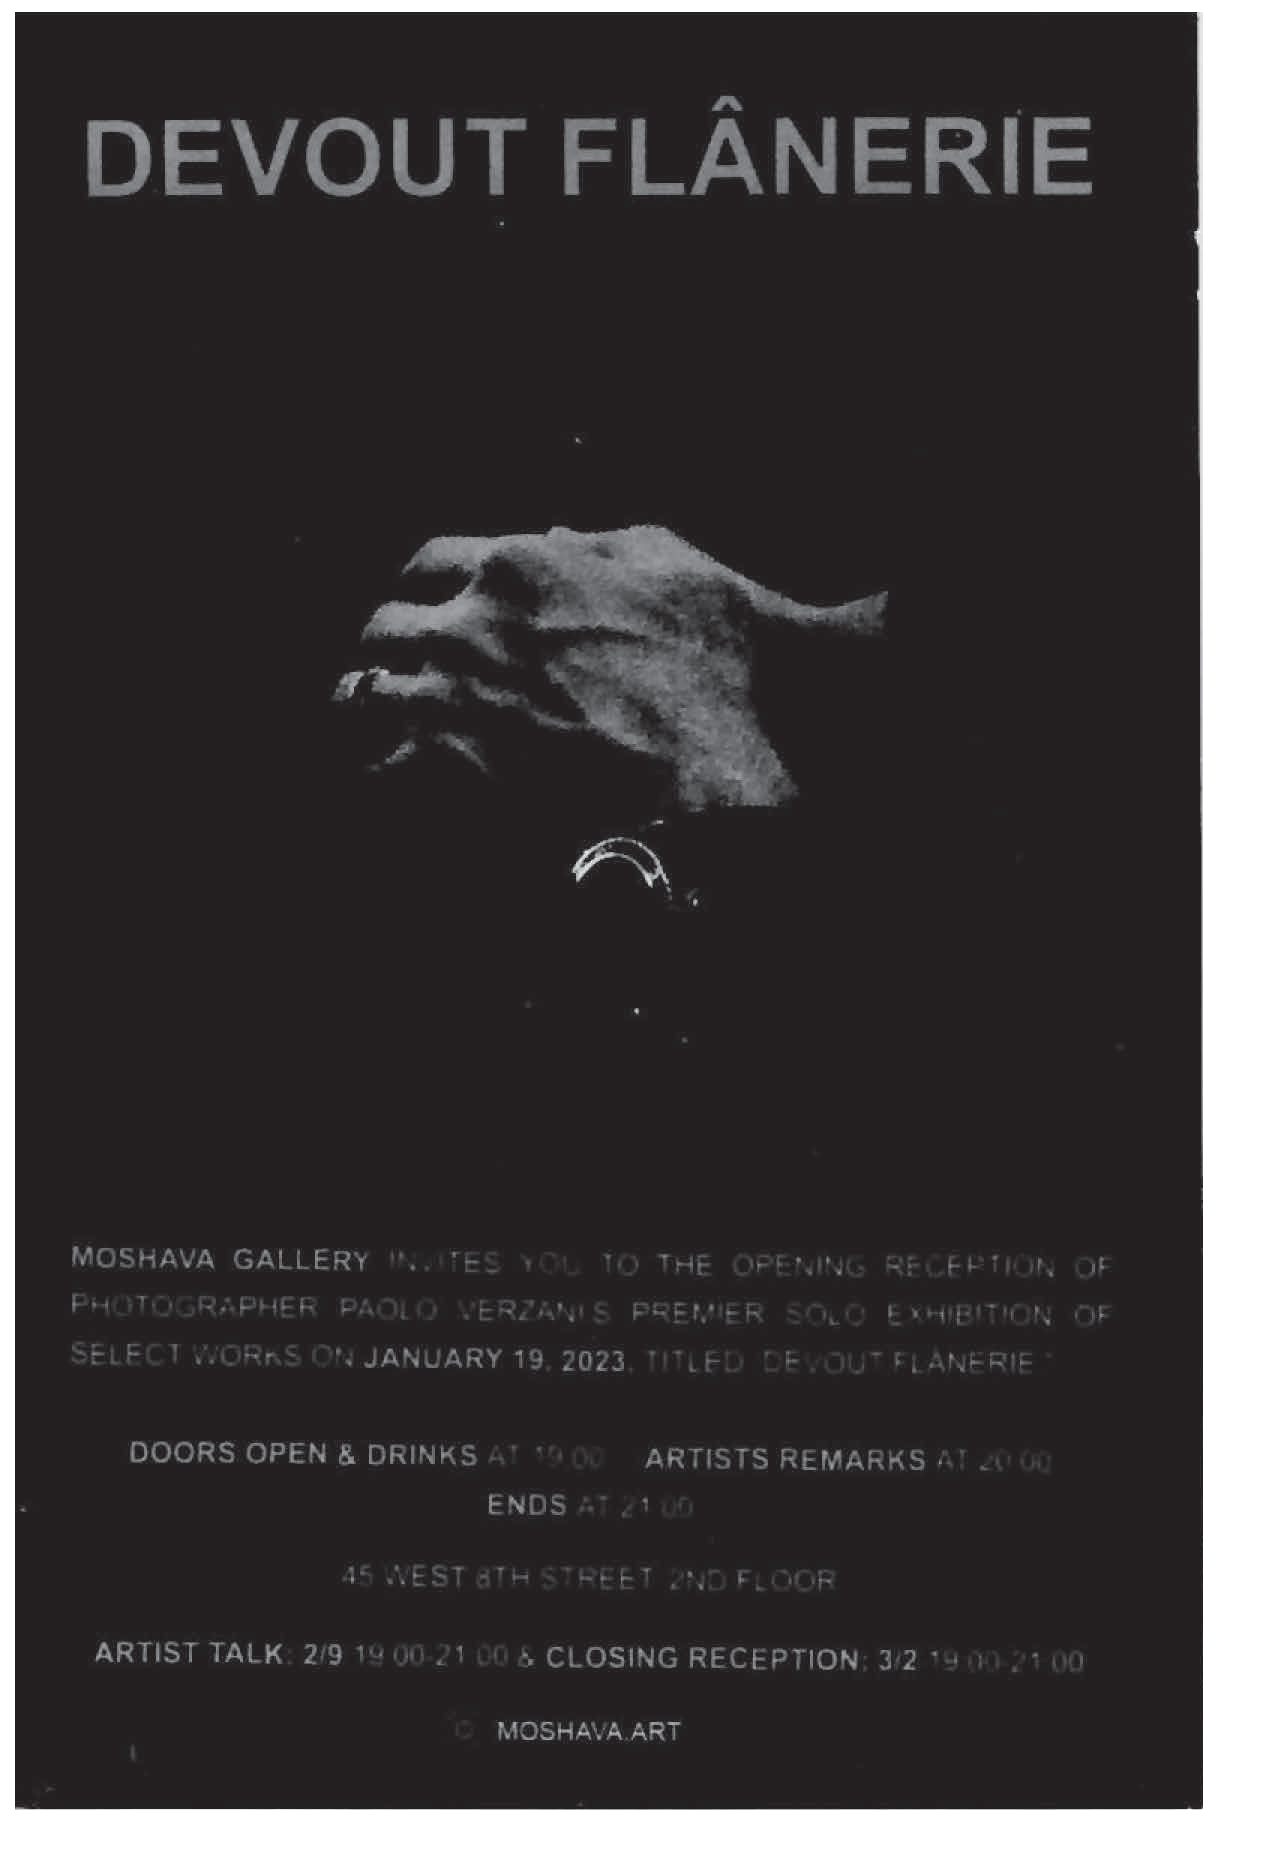 DEVOUT FLÂNERIE
MOSHAVA GALLERY INVITES YOU TO THE OPENING RECEPTION OF
PHOTOGRAPHER PAOLO VERZANI'S PREMIER SOLO EXHIBITION OF
SELECT WORKS ON JANUARY 19, 2023, TITLED "DEVOUT FLÂNERIE."
DOORS OPEN & DRINKS AT 19:00 ARTISTS REMARKS AT 20:00
ENDS AT 21:00
45 WEST 8TH STREET 2ND FLOOR
ARTIST TALK: 2/9 19:00-21:00 & CLOSING RECEPTION: 3/2 19:00-21:00
MOSHAVA.ART